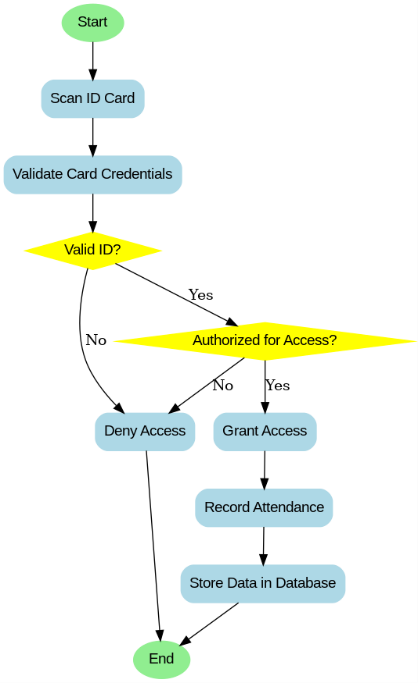 Start
Scan ID Card
Validate Card Credentials
Valid ID?
Yes
No
Authorized for Access?
No
Yes
Deny Access
Grant Access
Record Attendance
Store Data in Database
End